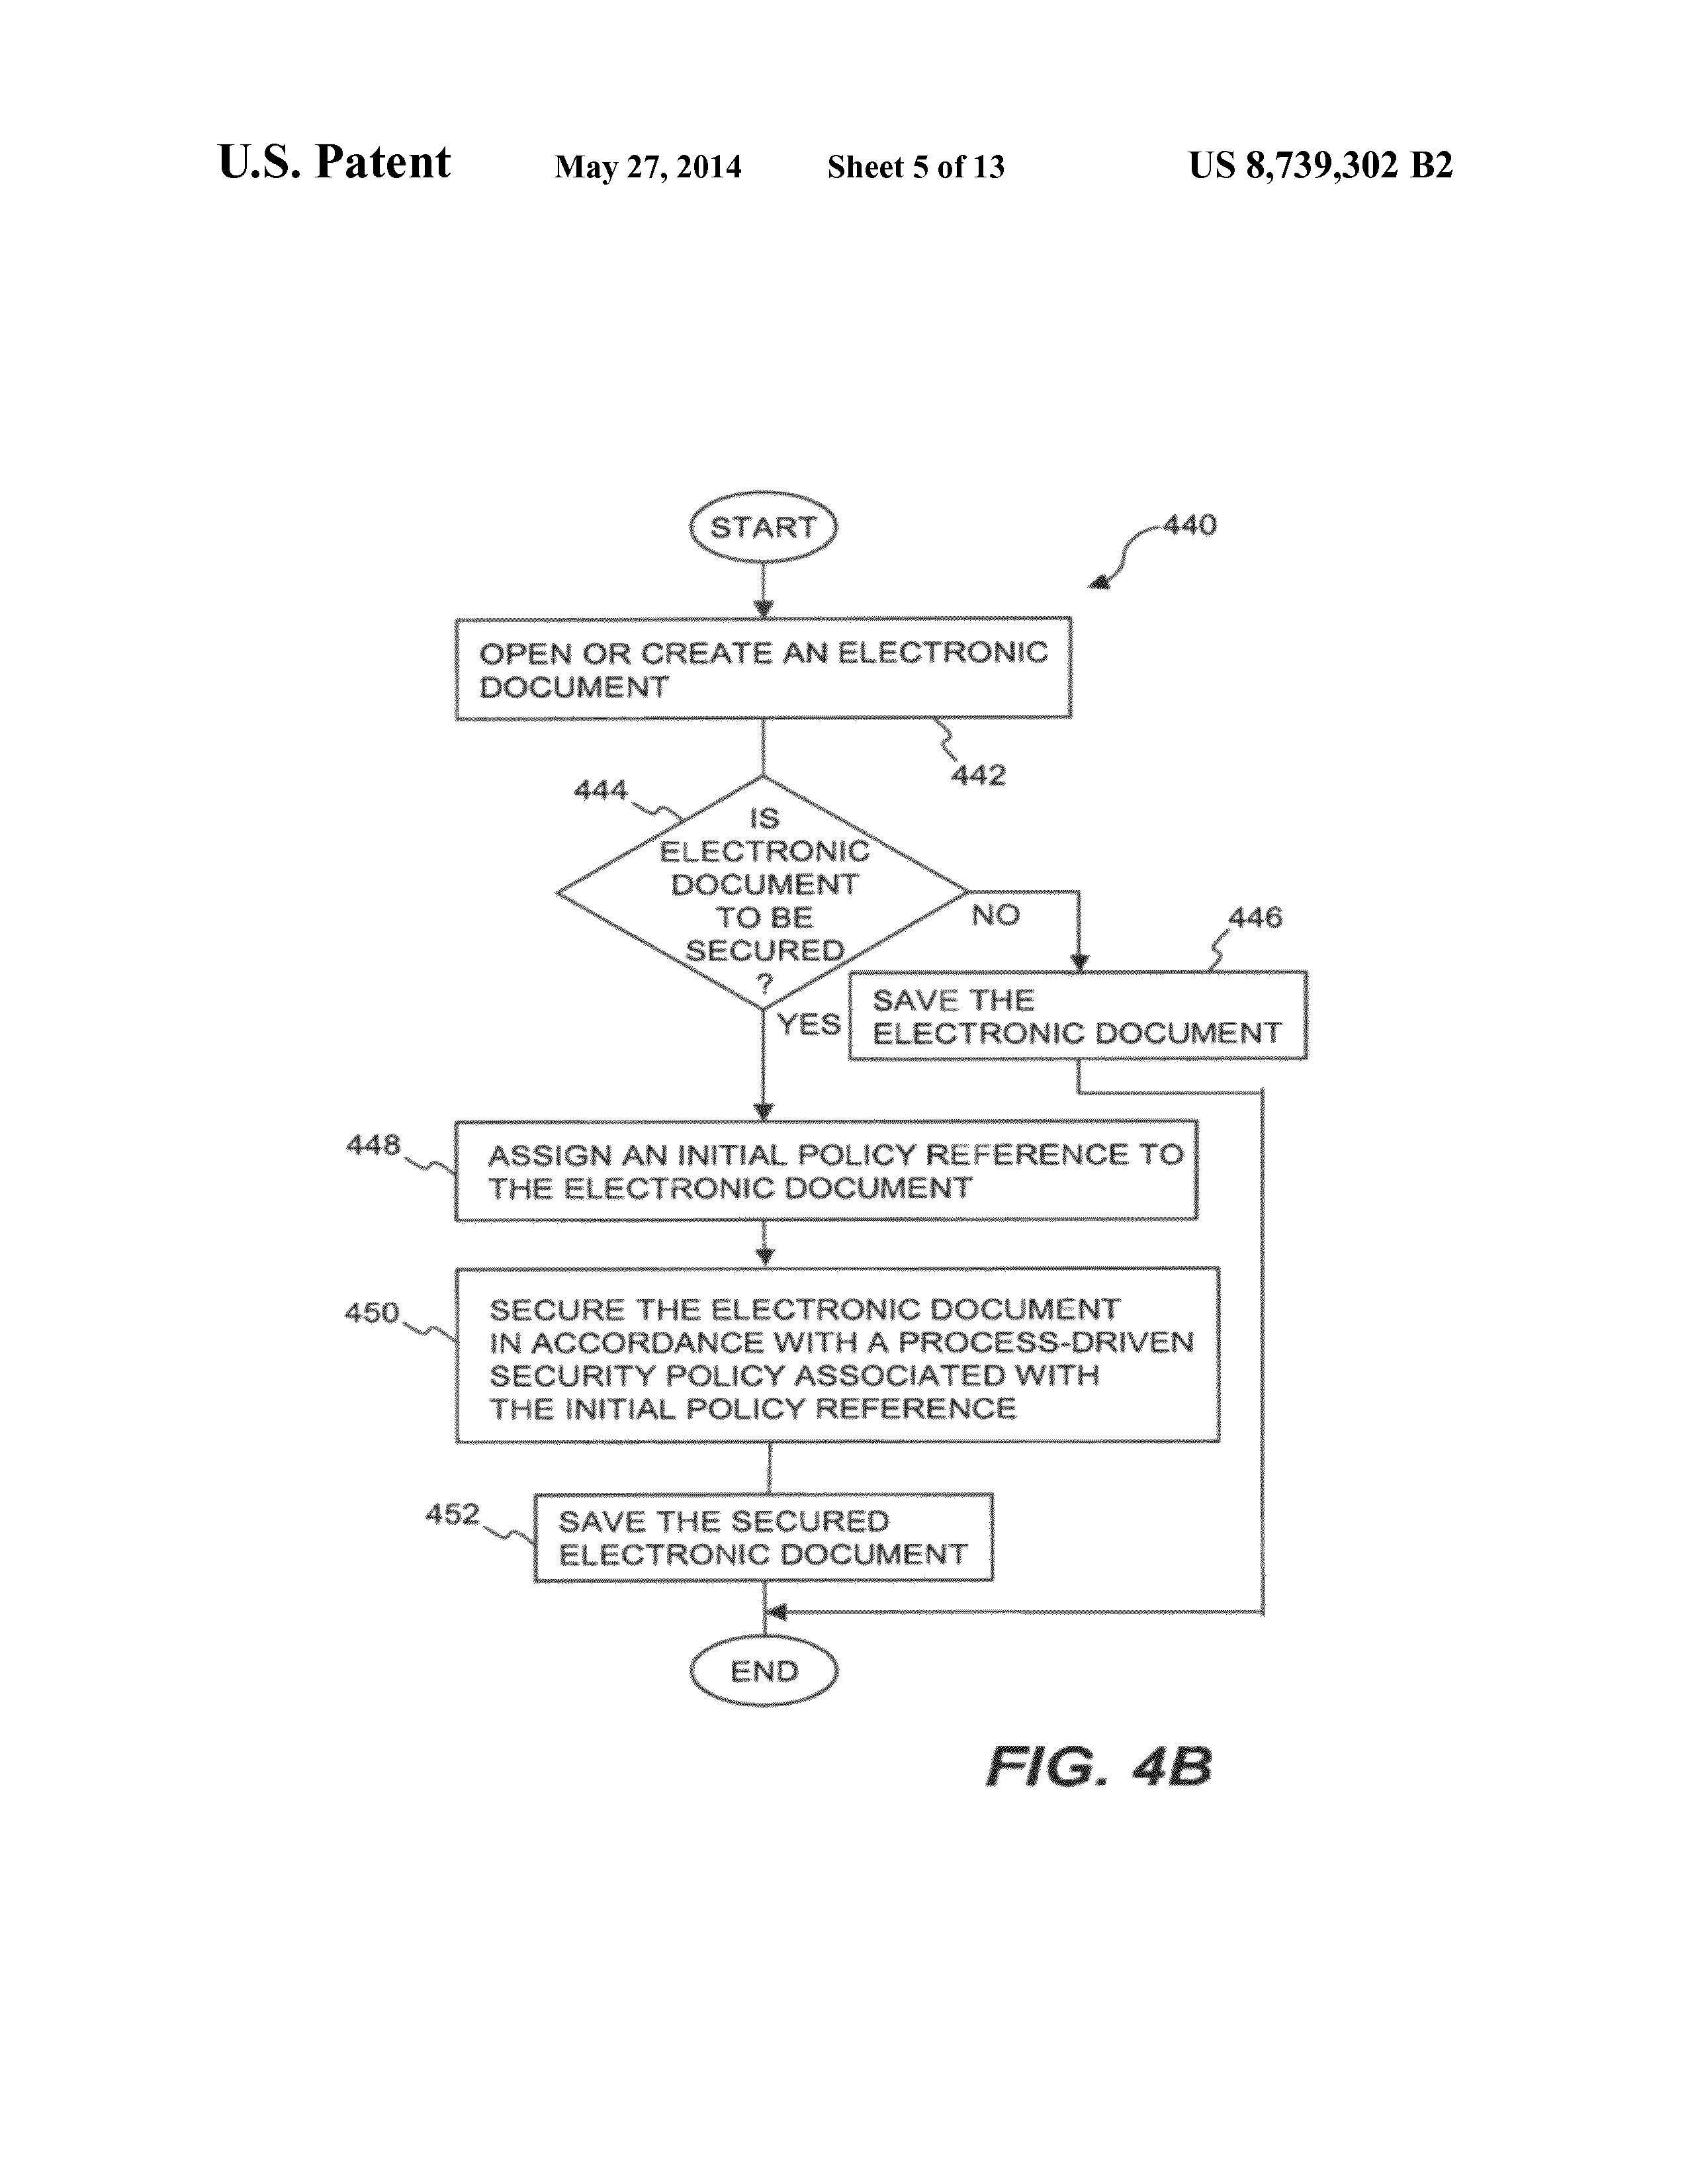 U.S. Patent May 27, 2014 Sheet 5 of 13 US 8,739,302 B2
START
440
OPEN OR CREATE AN ELECTRONIC
DOCUMENT
442
444
IS
ELECTRONIC
DOCUMENT
TO BE
SECURED
?
NO
446
YES
SAVE THE
ELECTRONIC DOCUMENT
448
ASSIGN AN INITIAL POLICY REFERENCE TO
THE ELECTRONIC DOCUMENT
450
SECURE THE ELECTRONIC DOCUMENT
IN ACCORDANCE WITH A PROCESS-DRIVEN
SECURITY POLICY ASSOCIATED WITH
THE INITIAL POLICY REFERENCE
452
SAVE THE SECURED
ELECTRONIC DOCUMENT
END
FIG. 4B